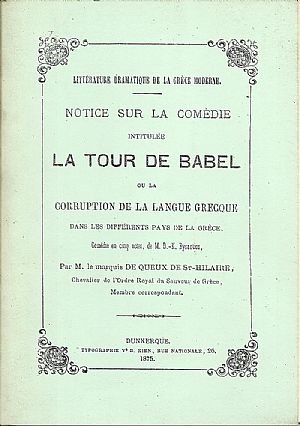 LITTÉRATURE DRAMATIQUE DE LA GRÈCE MODERNE.
NOTICE SUR LA COMÉDIE
INTITULÉE
LA TOUR DE BABEL
OU LA
CORRUPTION DE LA LANGUE GRECQUE
DANS LES DIFFÉRENTS PAYS DE LA GRÈCE.
Comédie en cinq actes, de M. D.-K. Byzantios,
Par M. le marquis DE QUEUX DE St-HILAIRE,
Chevalier de l'Ordre Royal du Sauveur de Grèce,
Membre correspondant.
DUNKERQUE.
TYPOGRAPHIE Ve B. KIEN, RUE NATIONALE, 26.
1875.